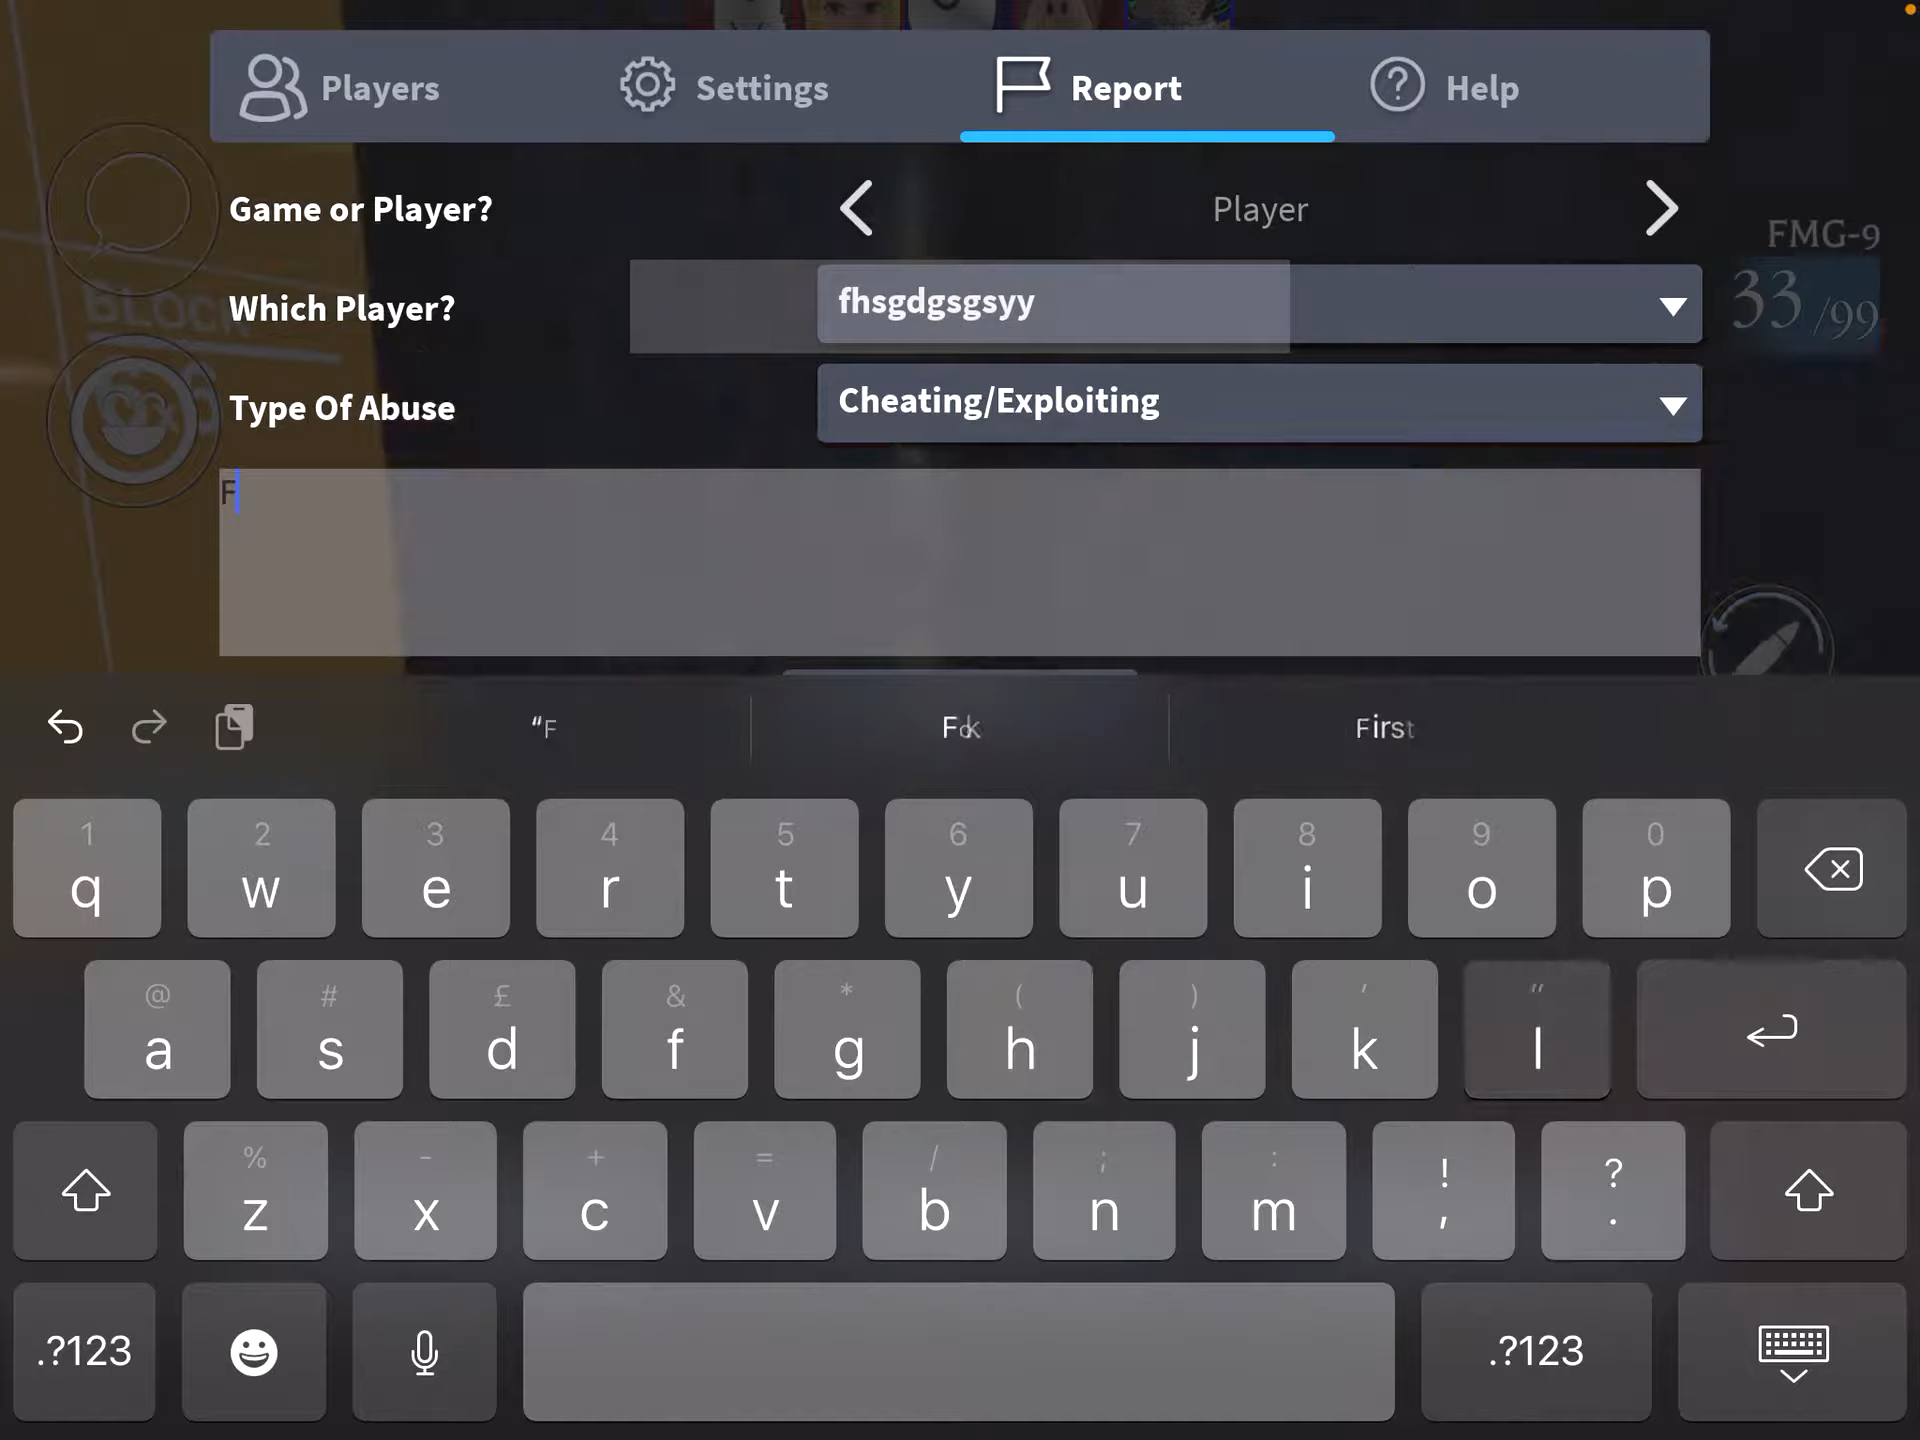 Players Settings Report Help
Game or Player? Player
FMG-9
Which Player? fhsgdgsgsyy
33/99
BLOCK
Type Of Abuse Cheating/Exploiting
F
“F First
1 2 3 4 5 6 7 8 9 0
q w e r t y u i o p
@ # £ & * ( ) ' "
a s d f g h j k l
% - + = / ; : ! ?
z x c v b n m , .
.?123 .?123